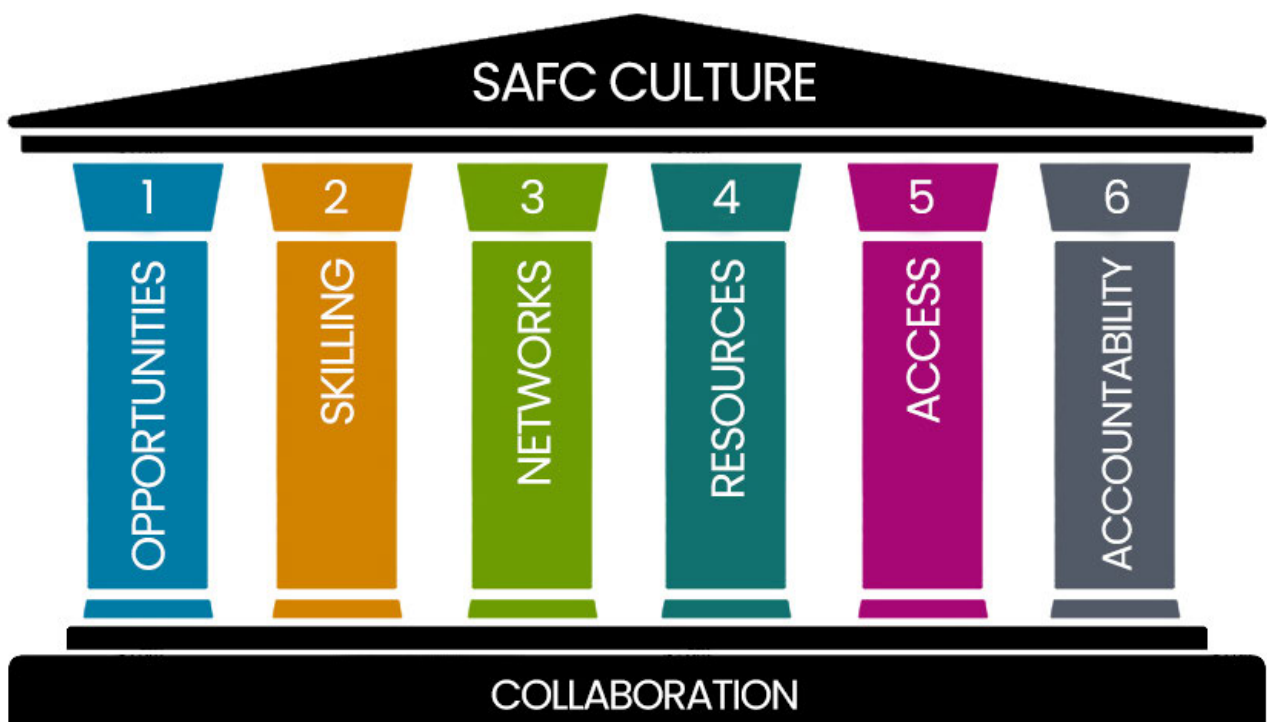 SAFC CULTURE
1
2
3
4
5
6
OPPORTUNITIES
SKILLING
NETWORKS
RESOURCES
ACCESS
ACCOUNTABILITY
COLLABORATION